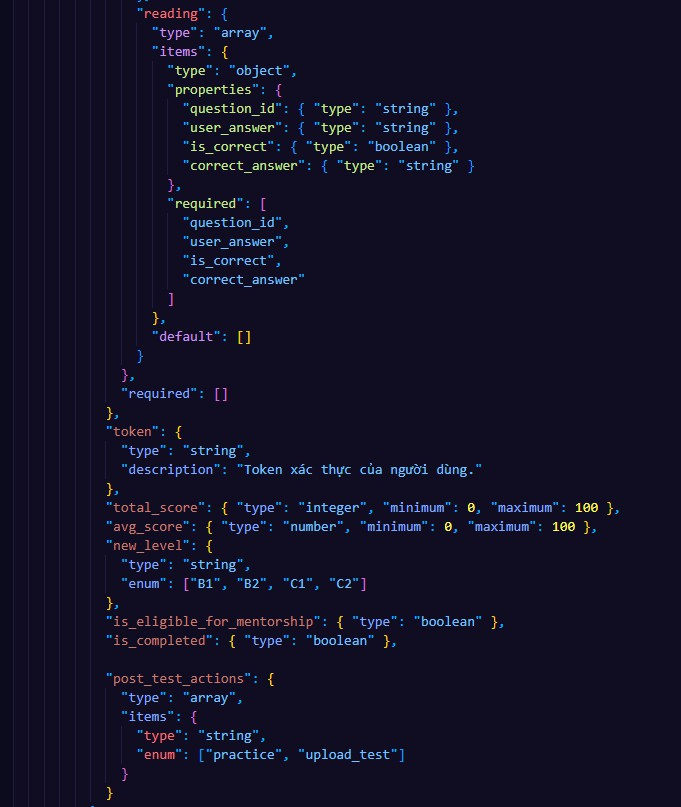 "reading": {
"type": "array",
"items": {
"type": "object",
"properties": {
"question_id": { "type": "string" },
"user_answer": { "type": "string" },
"is_correct": { "type": "boolean" },
"correct_answer": { "type": "string" }
},
"required": [
"question_id",
"user_answer",
"is_correct",
"correct_answer"
]
},
"default": []
}
},
"required": []
},
"token": {
"type": "string",
"description": "Token xác thực của người dùng."
},
"total_score": { "type": "integer", "minimum": 0, "maximum": 100 },
"avg_score": { "type": "number", "minimum": 0, "maximum": 100 },
"new_level": {
"type": "string",
"enum": ["B1", "B2", "C1", "C2"]
},
"is_eligible_for_mentorship": { "type": "boolean" },
"is_completed": { "type": "boolean" },
"post_test_actions": {
"type": "array",
"items": {
"type": "string",
"enum": ["practice", "upload_test"]
}
}